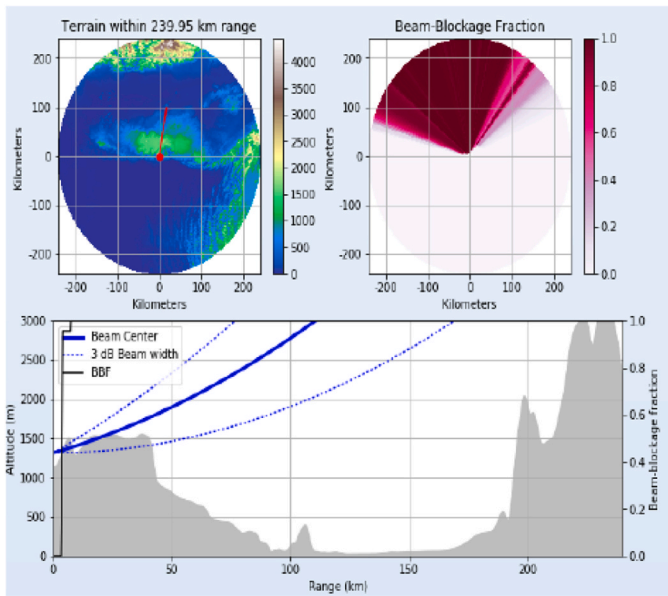 Terrain within 239.95 km range
Beam-Blockage Fraction
200
100
0
-100
-200
Kilometers
-200 -100 0 100 200
Kilometers
4000
3500
3000
2500
2000
1500
1000
500
0
200
100
0
-100
-200
Kilometers
-200 -100 0 100 200
Kilometers
1.0
0.8
0.6
0.4
0.2
0.0
Beam Center
3 dB Beam width
BBF
3000
2500
2000
1500
1000
500
0
Altitude (m)
0 50 100 150 200
Range (km)
1.0
0.8
0.6
0.4
0.2
0.0
Beam-blockage fraction